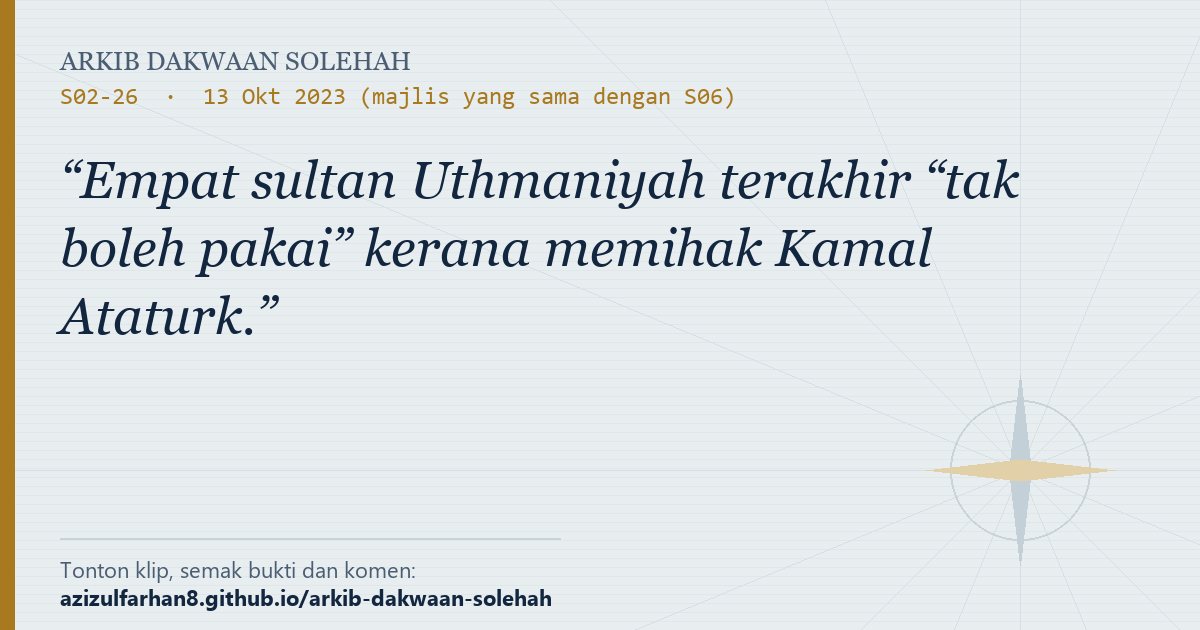 ARKIB DAKWAAN SOLEHAH
S02-26 · 13 Okt 2023 (majlis yang sama dengan S06)
“Empat sultan Uthmaniyah terakhir “tak
boleh pakai” kerana memihak Kamal
Ataturk.”
Tonton klip, semak bukti dan komen:
azizulfarhan8.github.io/arkib-dakwaan-solehah